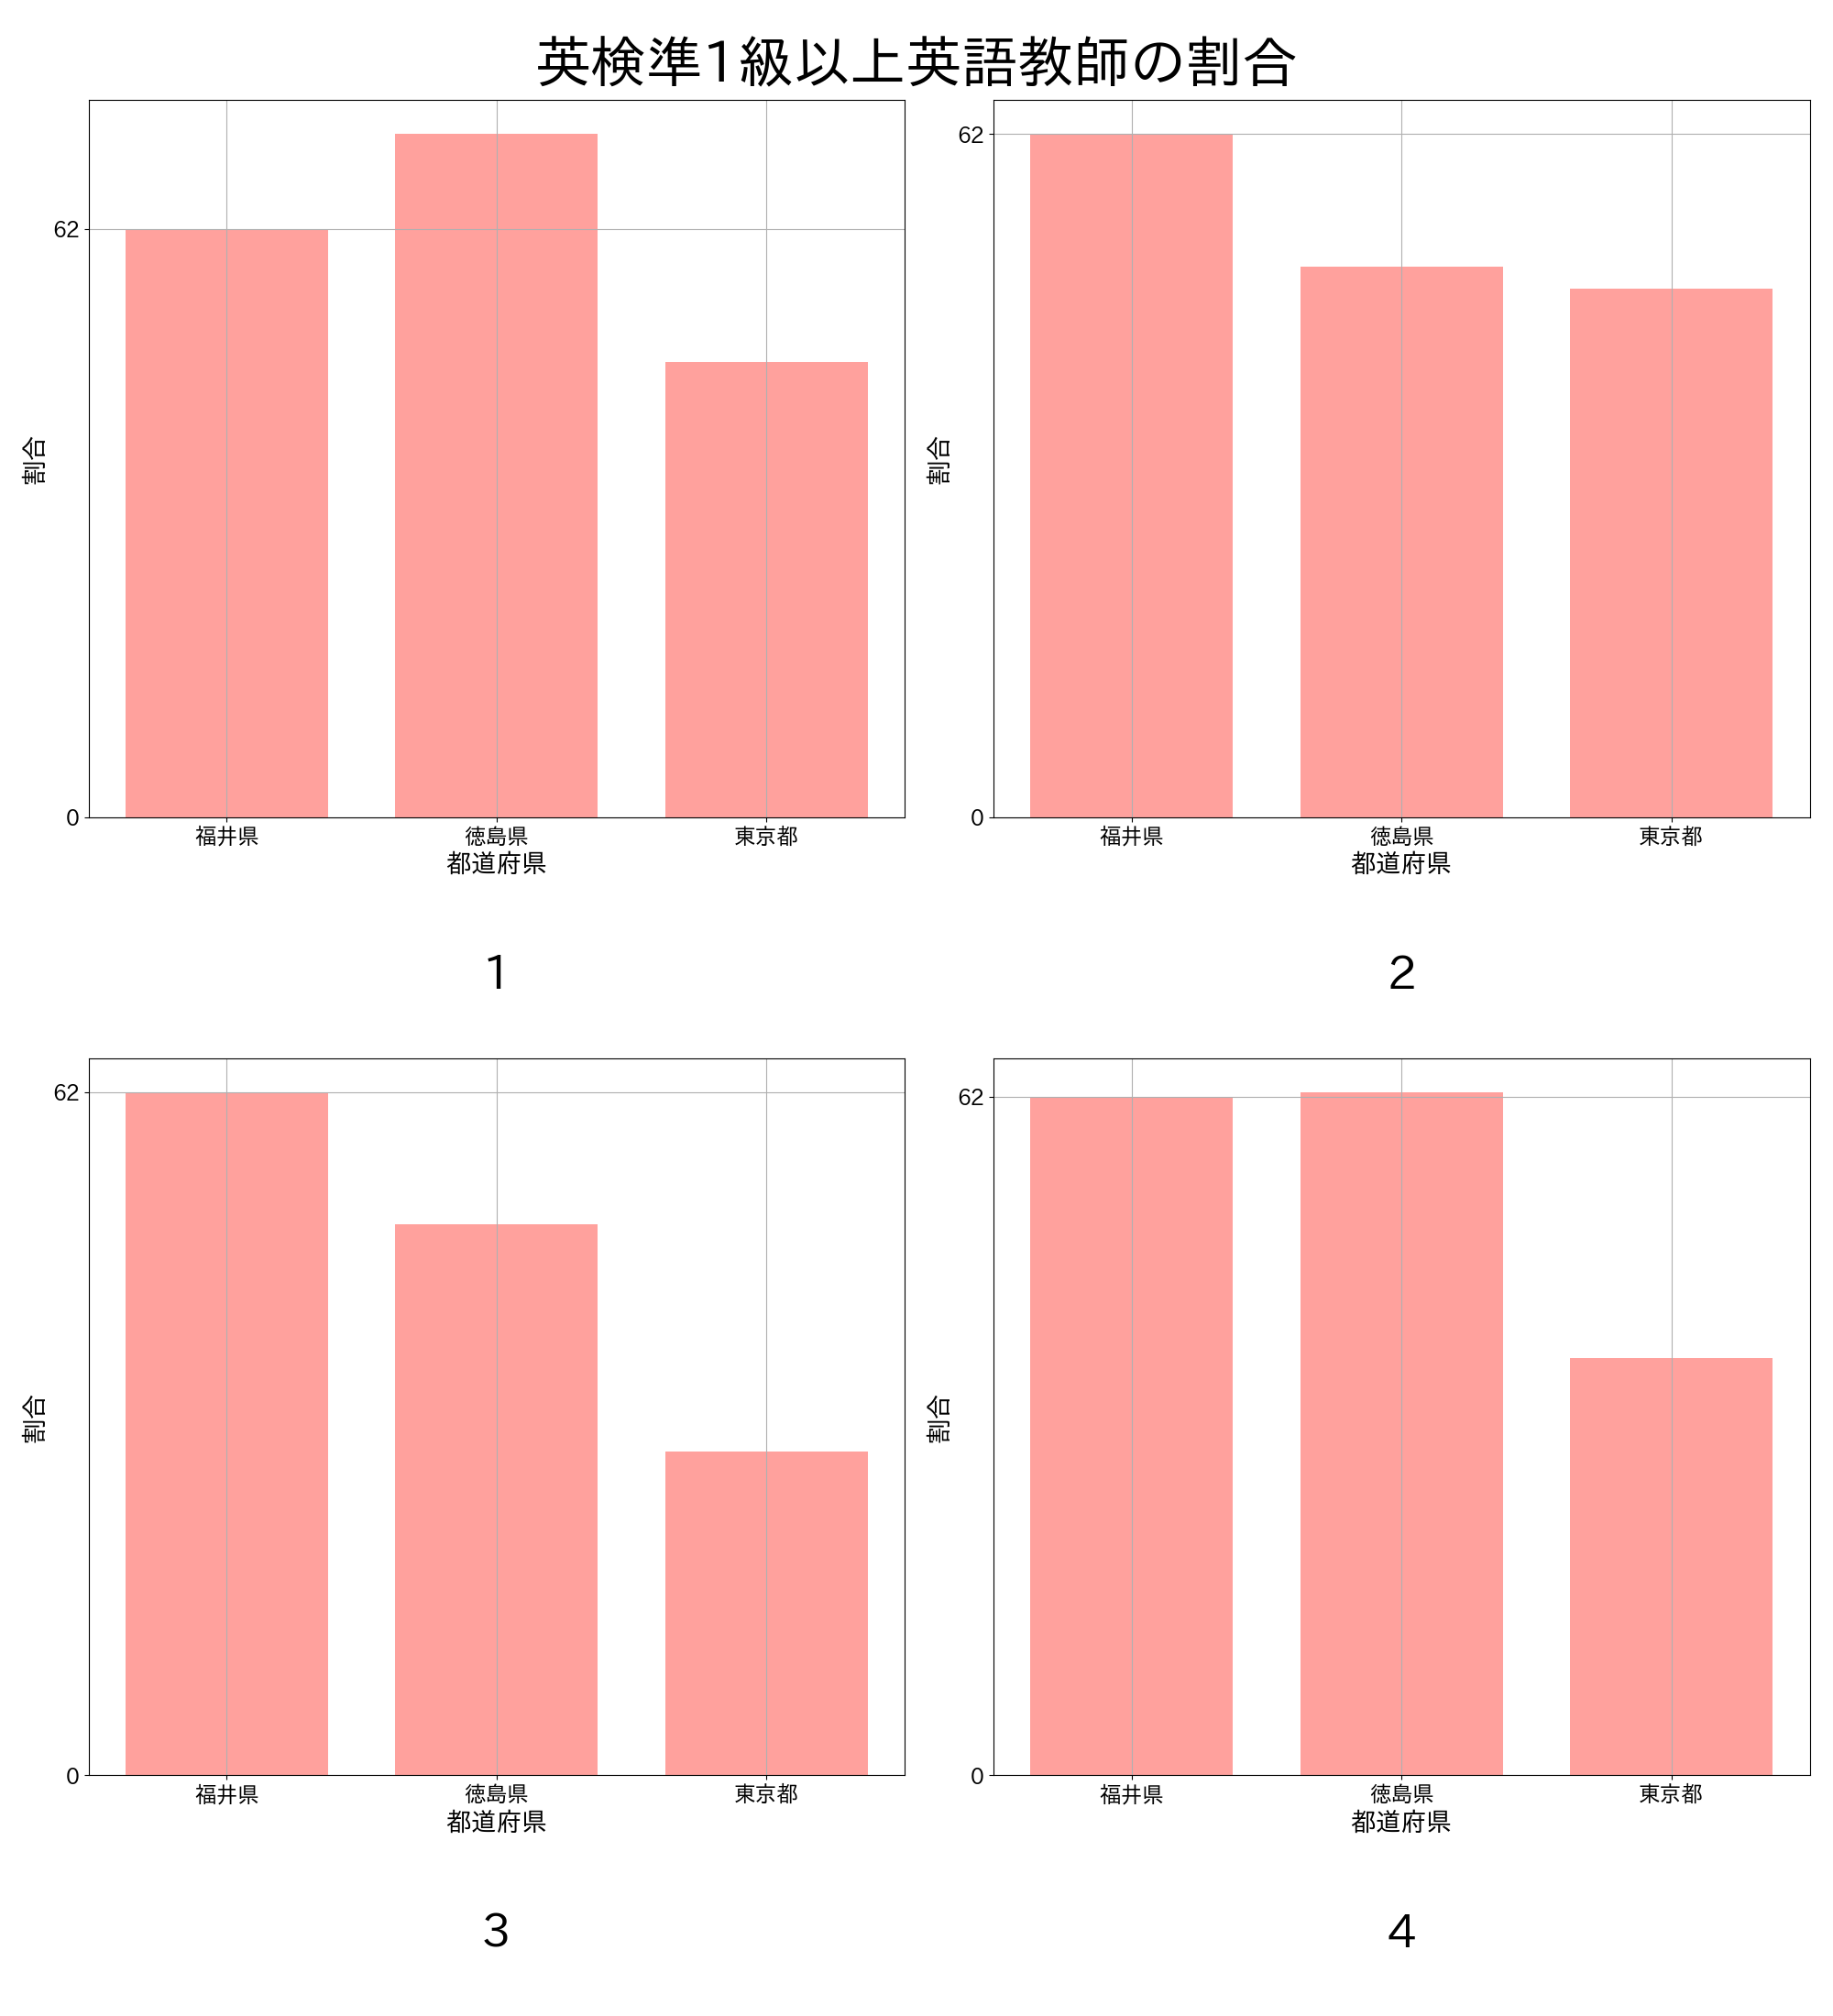 英検準1級以上英語教師の割合
62
0
割合
福井県 徳島県 東京都
都道府県
1
62
0
割合
福井県 徳島県 東京都
都道府県
2
62
0
割合
福井県 徳島県 東京都
都道府県
3
62
0
割合
福井県 徳島県 東京都
都道府県
4